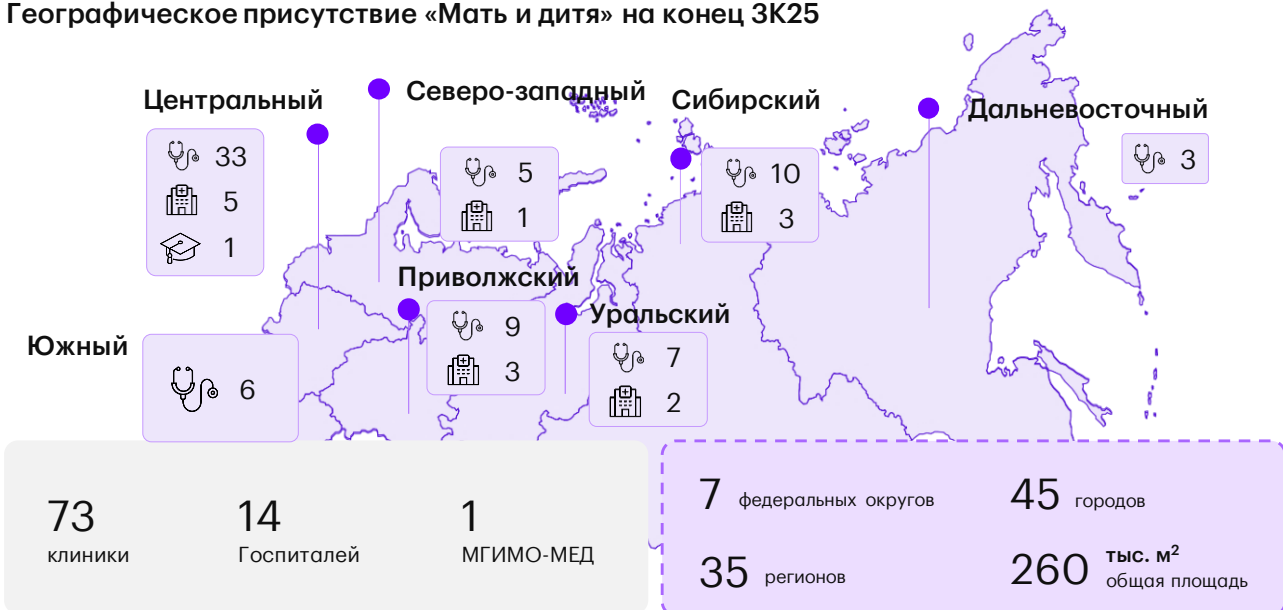 Географическое присутствие «Мать и дитя» на конец 3К25
Центральный
33
5
1
Северо-западный
5
1
Сибирский
10
3
Дальневосточный
3
Приволжский
9
3
Уральский
7
2
Южный
6
73
клиники
14
Госпиталей
1
МГИМО-МЕД
7 федеральных округов
45 городов
35 регионов
260 тыс. м²
общая площадь